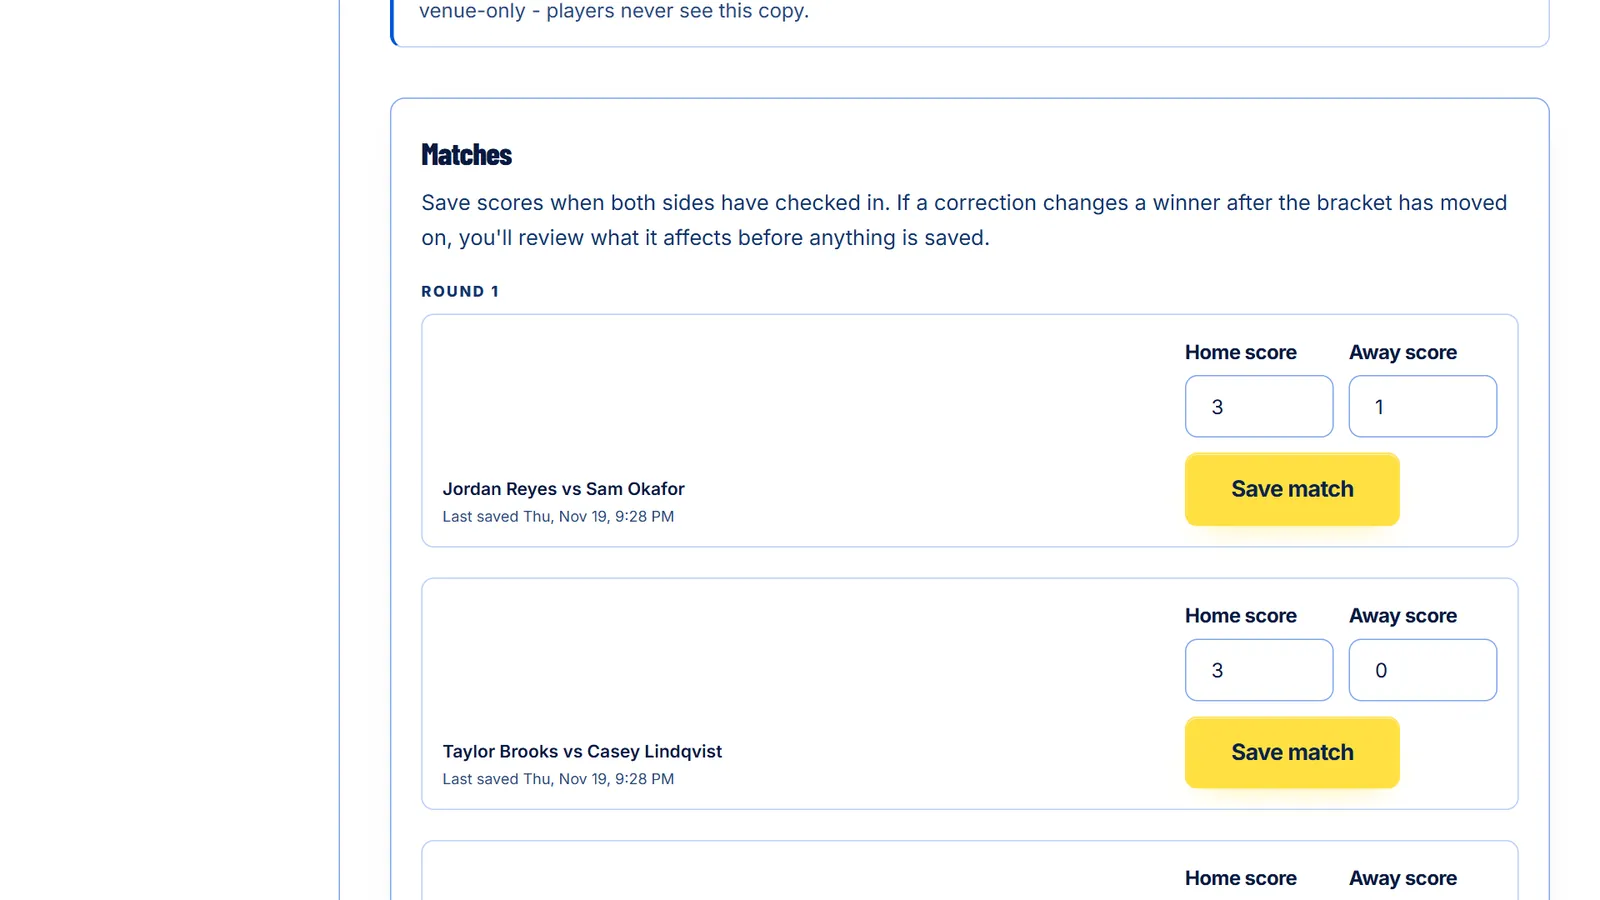 venue-only - players never see this copy.
Matches
Save scores when both sides have checked in. If a correction changes a winner after the bracket has moved
on, you'll review what it affects before anything is saved.
ROUND 1
Home score
Away score
3
1
Jordan Reyes vs Sam Okafor
Last saved Thu, Nov 19, 9:28 PM
Save match
Home score
Away score
3
0
Taylor Brooks vs Casey Lindqvist
Last saved Thu, Nov 19, 9:28 PM
Save match
Home score
Away score